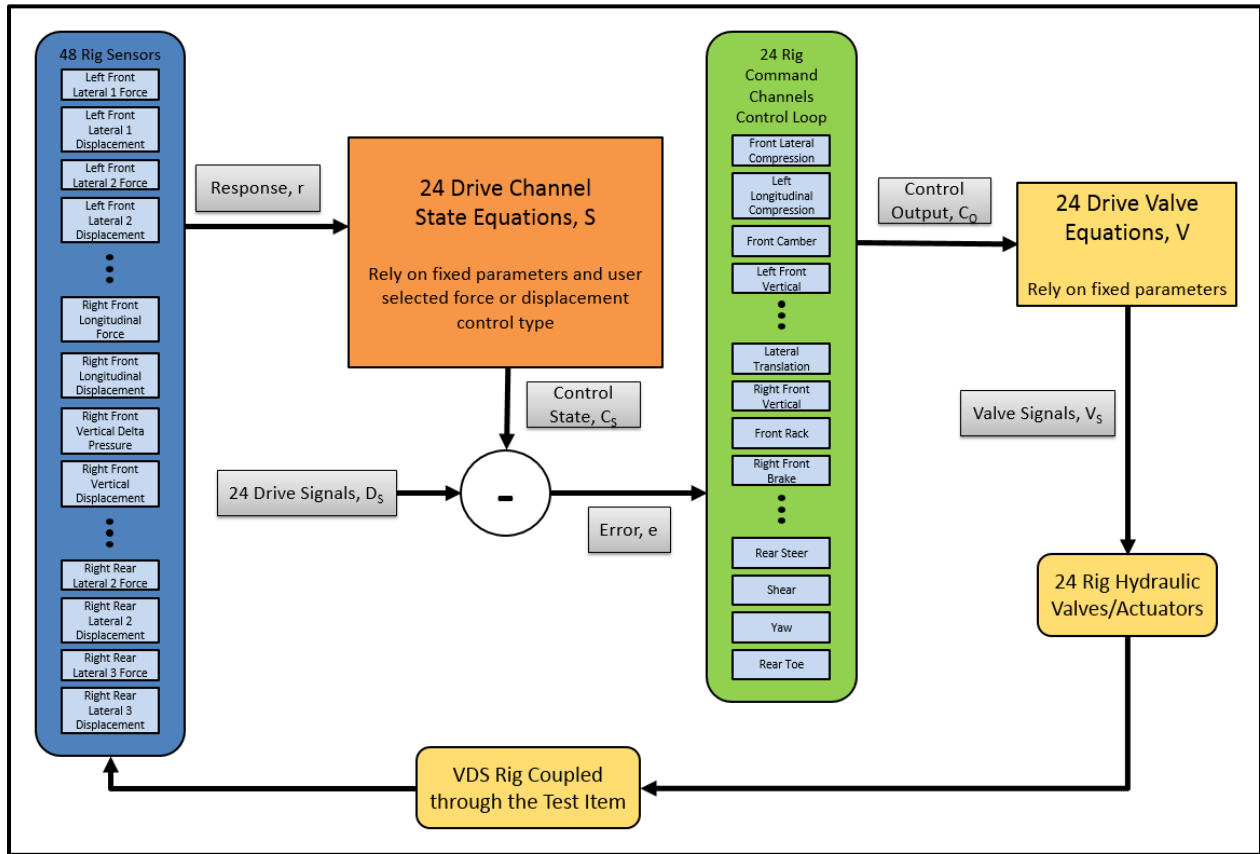 48 Rig Sensors
Left Front
Lateral 1 Force
Left Front
Lateral 1
Displacement
Left Front
Lateral 2 Force
Left Front
Lateral 2
Displacement
Right Front
Longitudinal
Force
Right Front
Longitudinal
Displacement
Right Front
Vertical Delta
Pressure
Right Front
Vertical
Displacement
Right Rear
Lateral 2 Force
Right Rear
Lateral 2
Displacement
Right Rear
Lateral 3 Force
Right Rear
Lateral 3
Displacement
Response, r
24 Drive Channel
State Equations, S
Rely on fixed parameters and user
selected force or displacement
control type
Control
State, CS
24 Drive Signals, DS
-
Error, e
24 Rig
Command
Channels
Control Loop
Front Lateral
Compression
Left
Longitudinal
Compression
Front Camber
Left Front
Vertical
Lateral
Translation
Right Front
Vertical
Front Rack
Right Front
Brake
Rear Steer
Shear
Yaw
Rear Toe
Control
Output, CO
24 Drive Valve
Equations, V
Rely on fixed parameters
Valve Signals, VS
24 Rig Hydraulic
Valves/Actuators
VDS Rig Coupled
through the Test Item